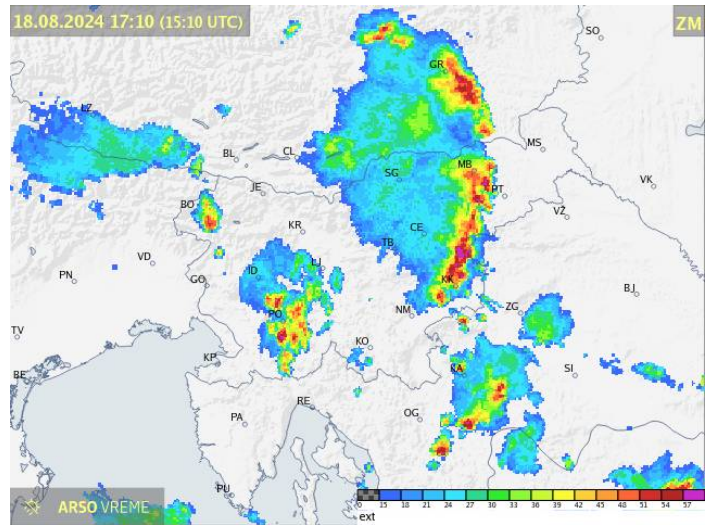 18.08.2024 17:10 (15:10 UTC)
ZM
SO
GR
LZ
MS
BL
CL
MB
SG
VK
JE
PT
BO
VŽ
KR
CE
TB
VD
LJ
ID
PN
GO
KK
BJ
NM
ZG
PO
TV
KO
KP
KA
SI
BE
RE
PA
OG
PU
ARSO VREME
0 15 18 21 24 27 30 33 36 39 42 45 48 51 54 57
ext